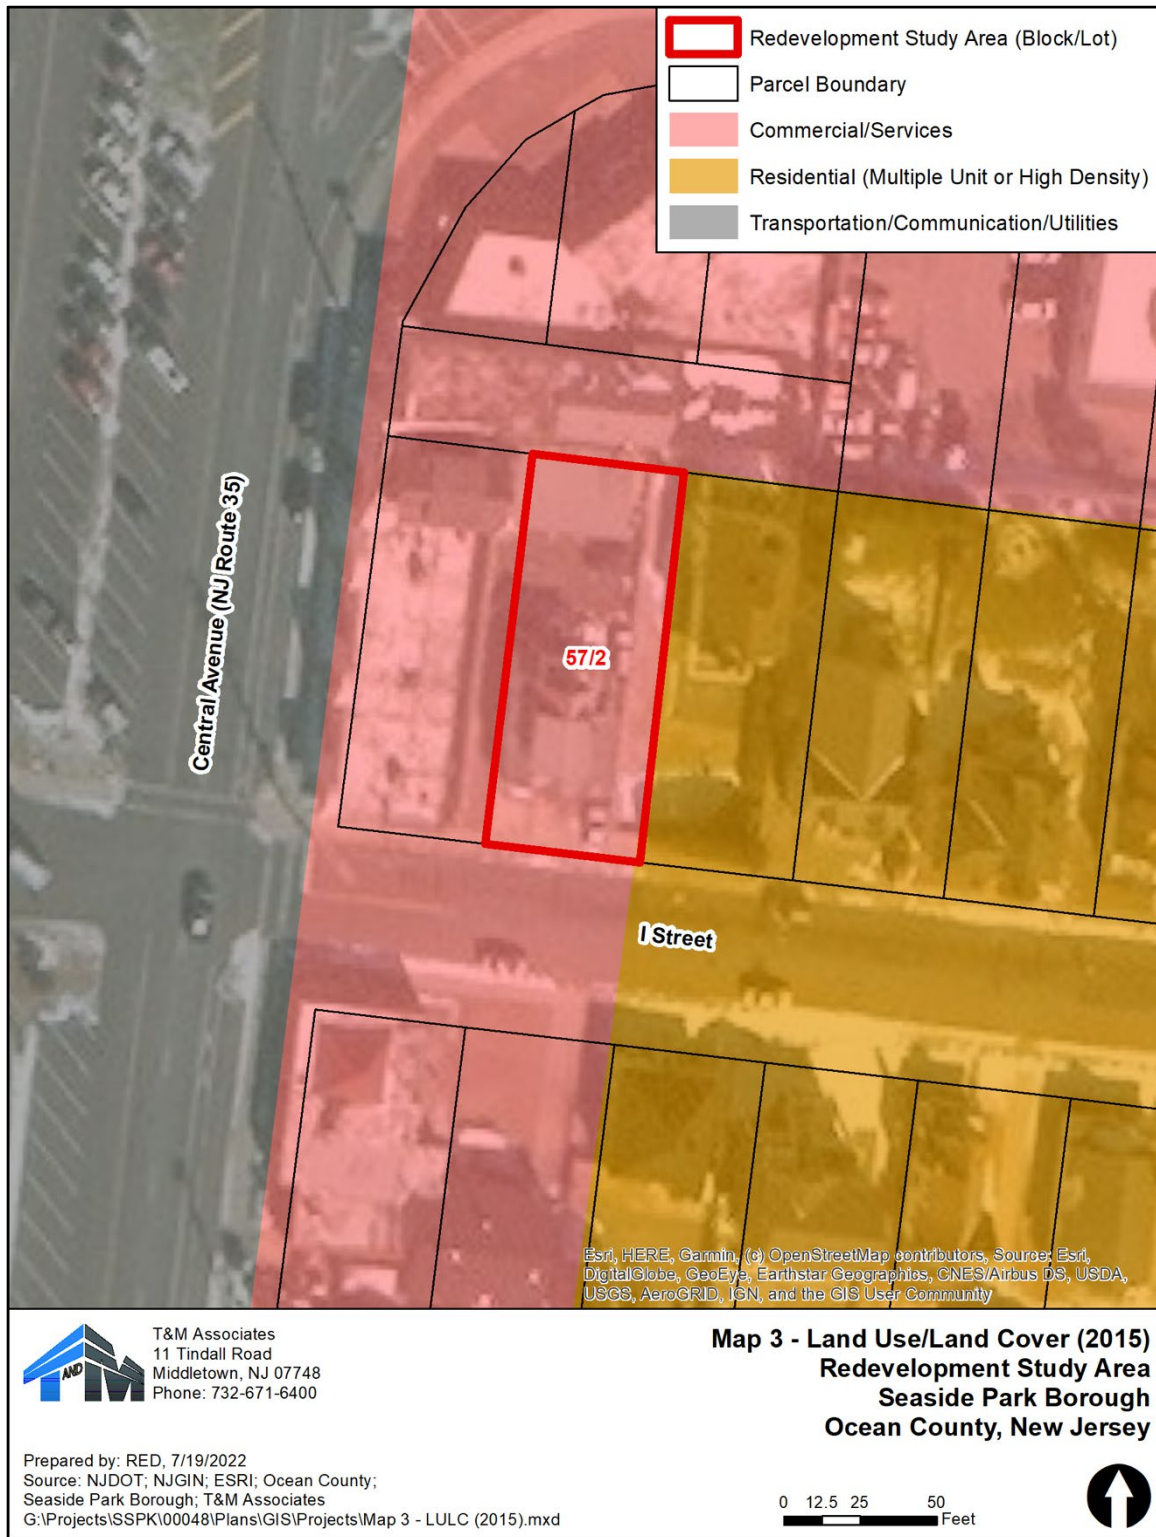 Redevelopment Study Area (Block/Lot)
Parcel Boundary
Commercial/Services
Residential (Multiple Unit or High Density)
Transportation/Communication/Utilities
Central Avenue (NJ Route 35)
57/2
I Street
Esri, HERE, Garmin, (c) OpenStreetMap contributors, Source: Esri,
DigitalGlobe, GeoEye, Earthstar Geographics, CNES/Airbus DS, USDA,
USGS, AeroGRID, IGN, and the GIS User Community
T AND M
T&M Associates
11 Tindall Road
Middletown, NJ 07748
Phone: 732-671-6400
Map 3 - Land Use/Land Cover (2015)
Redevelopment Study Area
Seaside Park Borough
Ocean County, New Jersey
Prepared by: RED, 7/19/2022
Source: NJDOT; NJGIN; ESRI; Ocean County;
Seaside Park Borough; T&M Associates
G:\Projects\SSPK\00048\Plans\GIS\Projects\Map 3 - LULC (2015).mxd
0 12.5 25 50
Feet